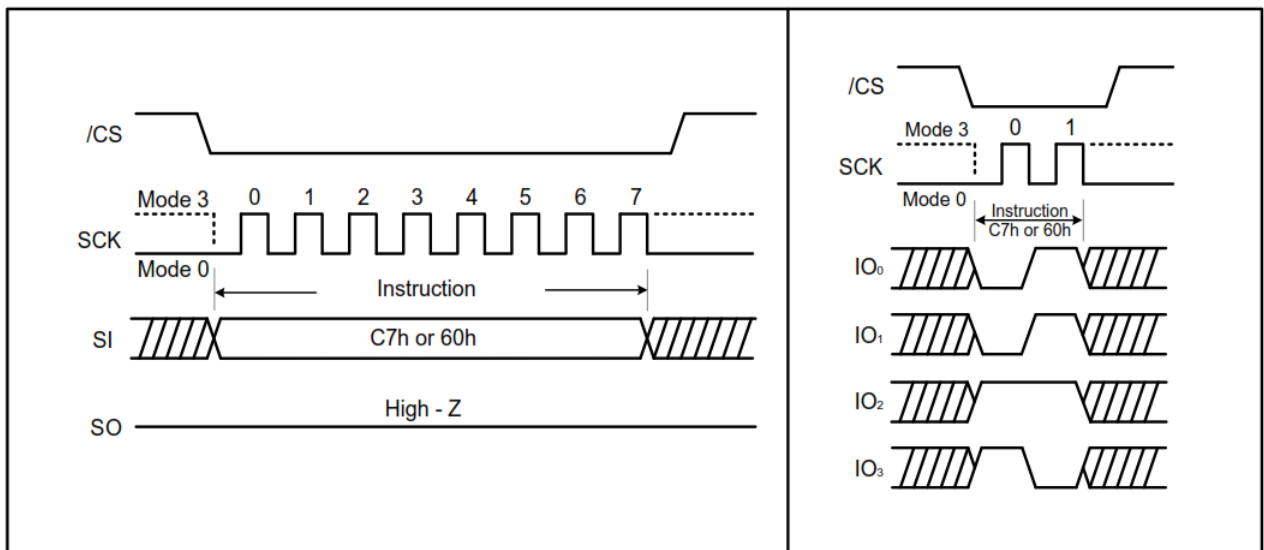 /CS
Mode 3
0 1 2 3 4 5 6 7
SCK
Mode 0
Instruction
SI
C7h or 60h
High - Z
SO
/CS
Mode 3
0 1
SCK
Mode 0
Instruction
C7h or 60h
IO₀
IO₁
IO₂
IO₃